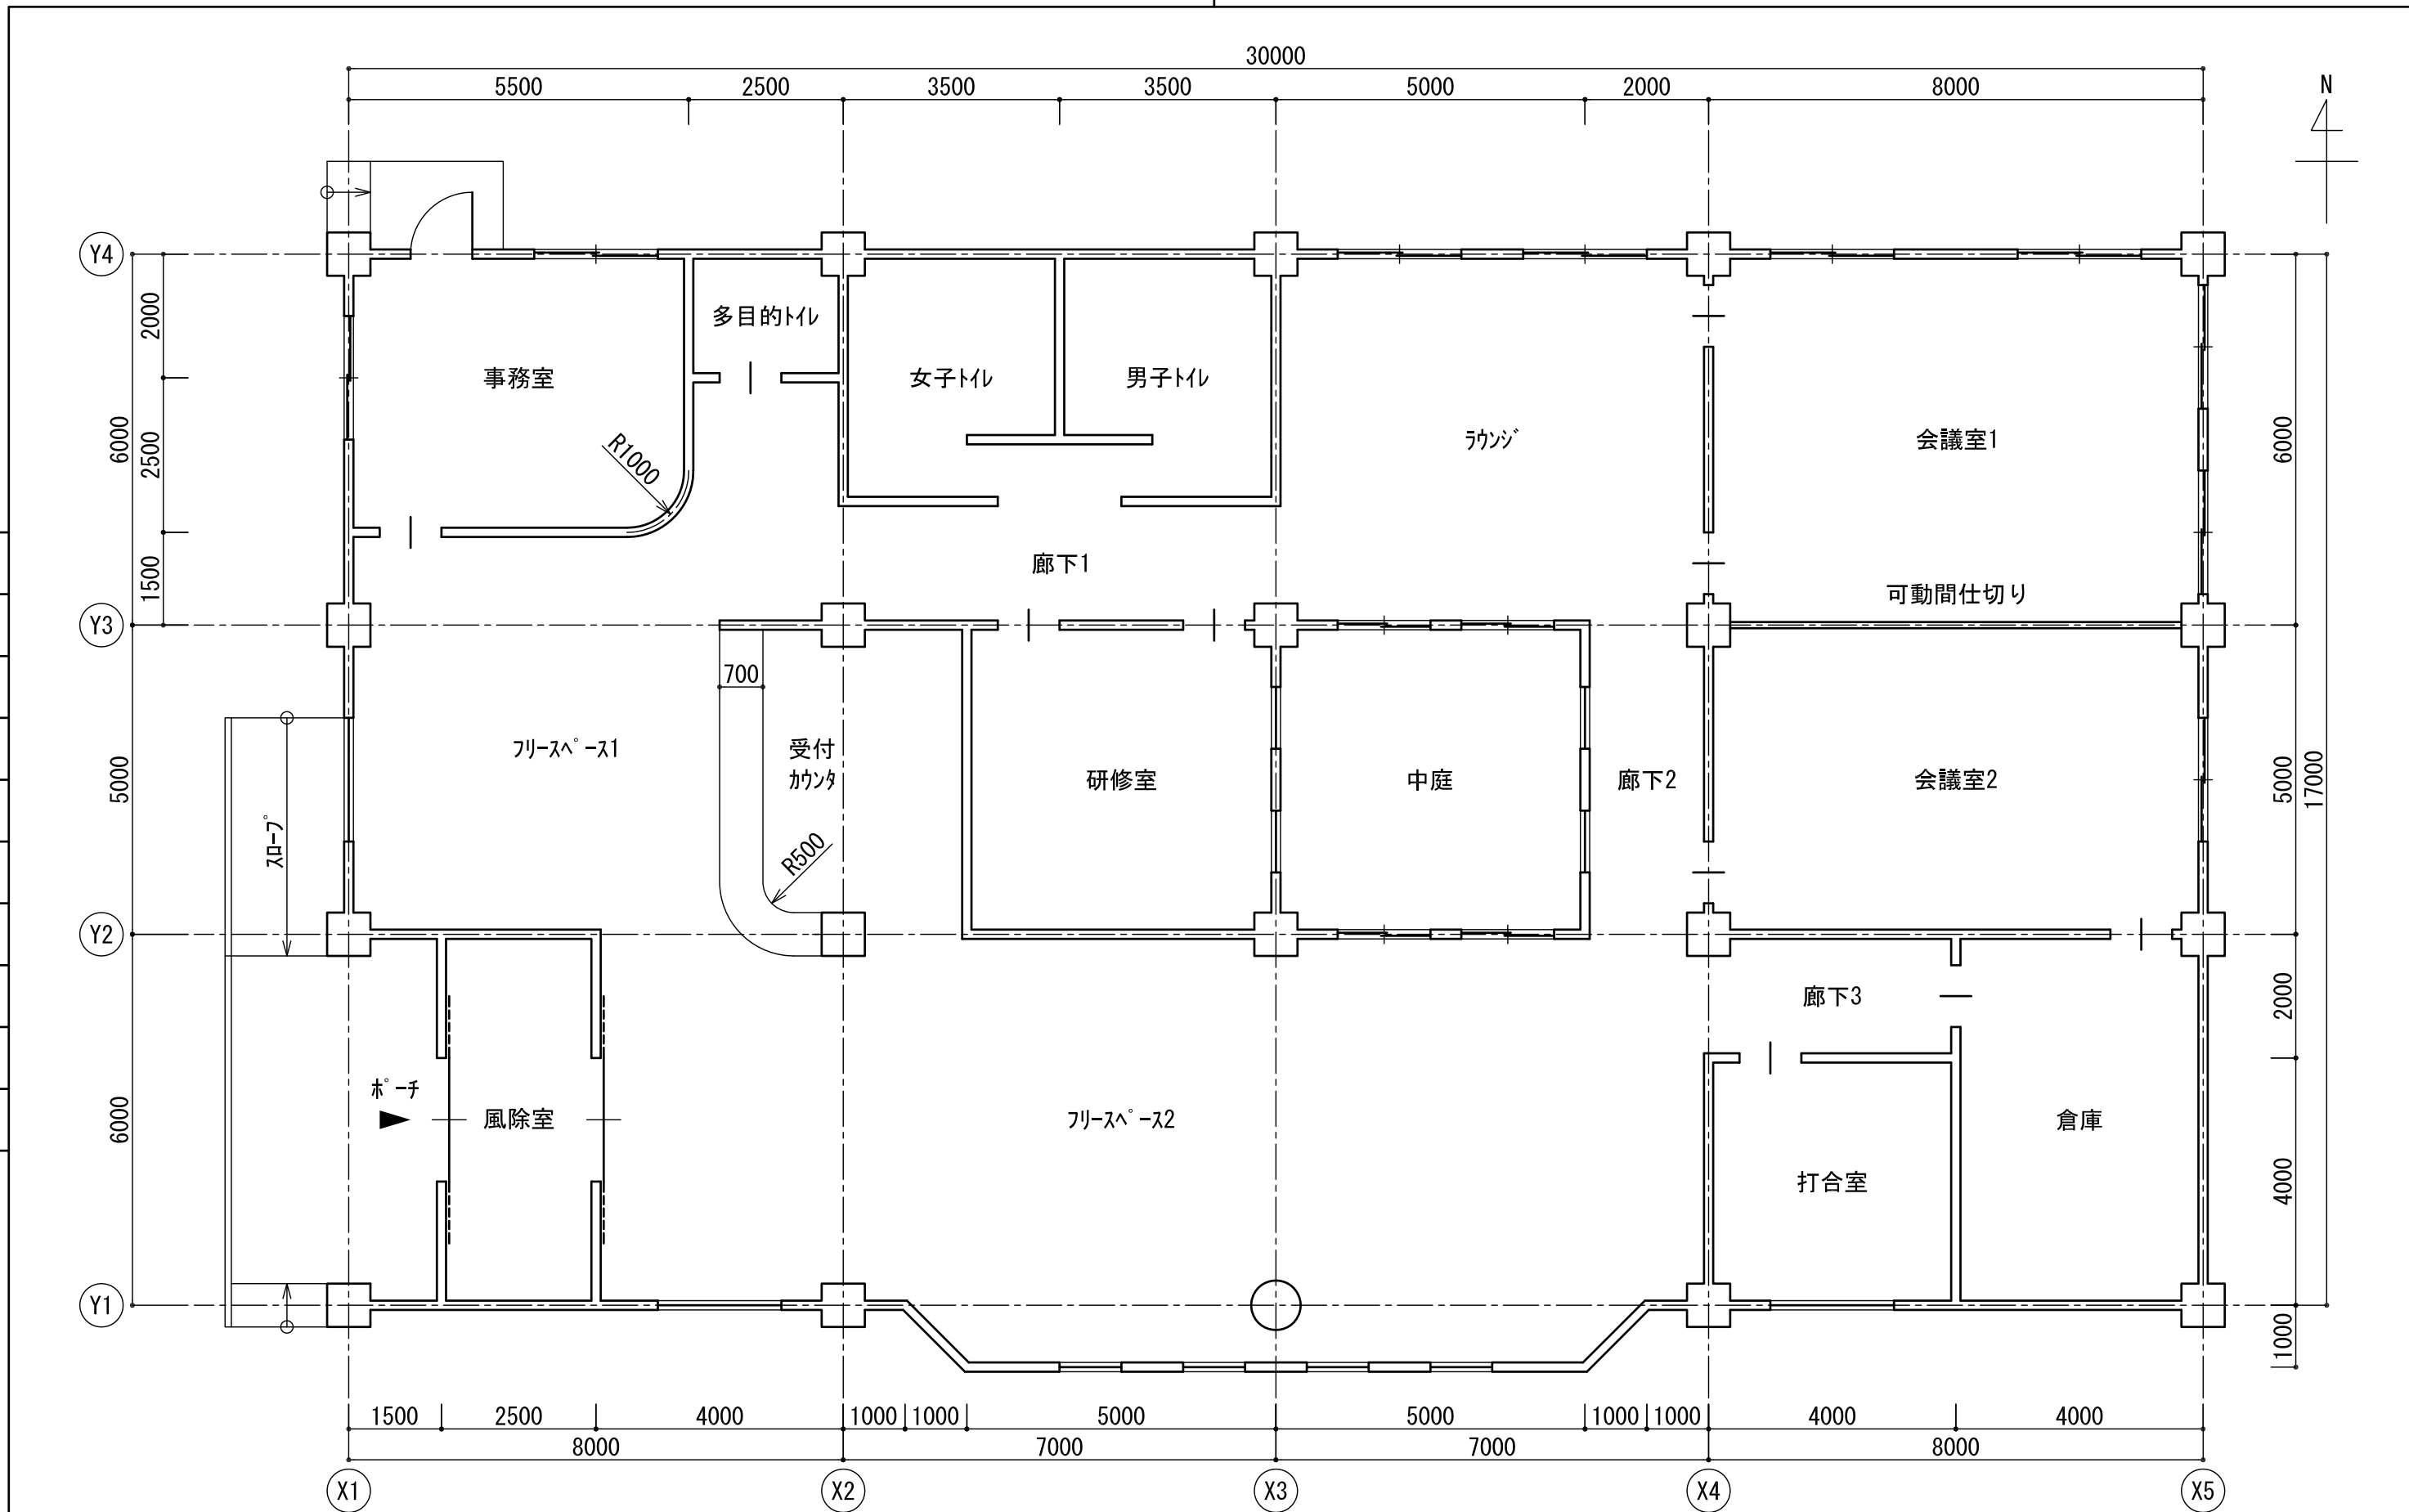 30000
5500 2500 3500 3500 5000 2000 8000
N
Y4
2000
多目的ﾄｲﾚ
事務室
女子ﾄｲﾚ
男子ﾄｲﾚ
6000
2500
R1000
ﾗｳﾝｼﾞ
会議室1
6000
1500
廊下1
可動間仕切り
Y3
700
ﾌﾘｰｽﾍﾟｰｽ1
受付
ｶｳﾝﾀ
研修室
中庭
廊下2
会議室2
5000
5000
17000
ｽﾛｰﾌﾟ
R500
Y2
廊下3
2000
ﾎﾟｰﾁ
風除室
ﾌﾘｰｽﾍﾟｰｽ2
倉庫
6000
打合室
4000
Y1
1000
1500 2500 4000 1000 1000 5000 5000 1000 1000 4000 4000
8000 7000 7000 8000
X1 X2 X3 X4 X5